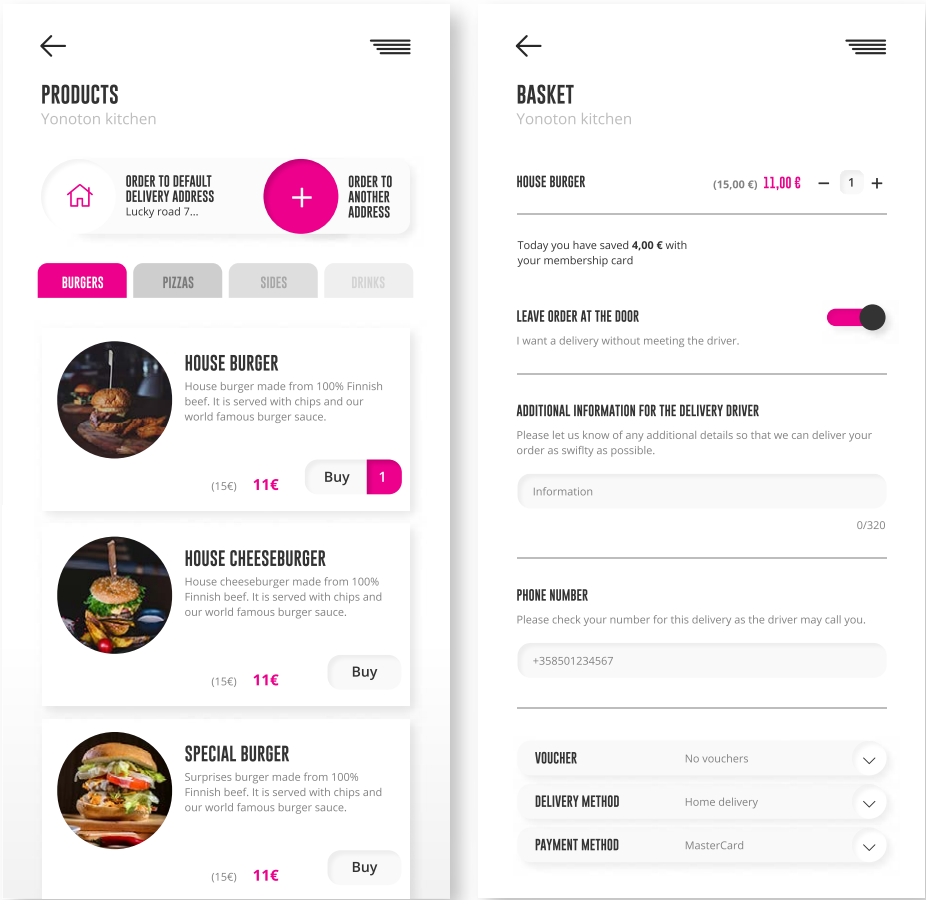 PRODUCTS
Yonoton kitchen
ORDER TO DEFAULT
DELIVERY ADDRESS
Lucky road 7...
ORDER TO
ANOTHER
ADDRESS
BURGERS
PIZZAS
SIDES
DRINKS
HOUSE BURGER
House burger made from 100% Finnish
beef. It is served with chips and our
world famous burger sauce.
(15€) 11€
Buy 1
HOUSE CHEESEBURGER
House cheeseburger made from 100%
Finnish beef. It is served with chips and
our world famous burger sauce.
(15€) 11€
Buy
SPECIAL BURGER
Surprises burger made from 100%
Finnish beef. It is served with chips and
our world famous burger sauce.
(15€) 11€
Buy
BASKET
Yonoton kitchen
HOUSE BURGER (15,00 €) 11,00 € − 1 +
Today you have saved 4,00 € with
your membership card
LEAVE ORDER AT THE DOOR
I want a delivery without meeting the driver.
ADDITIONAL INFORMATION FOR THE DELIVERY DRIVER
Please let us know of any additional details so that we can deliver your
order as swiflty as possible.
Information
0/320
PHONE NUMBER
Please check your number for this delivery as the driver may call you.
+358501234567
VOUCHER No vouchers
DELIVERY METHOD Home delivery
PAYMENT METHOD MasterCard